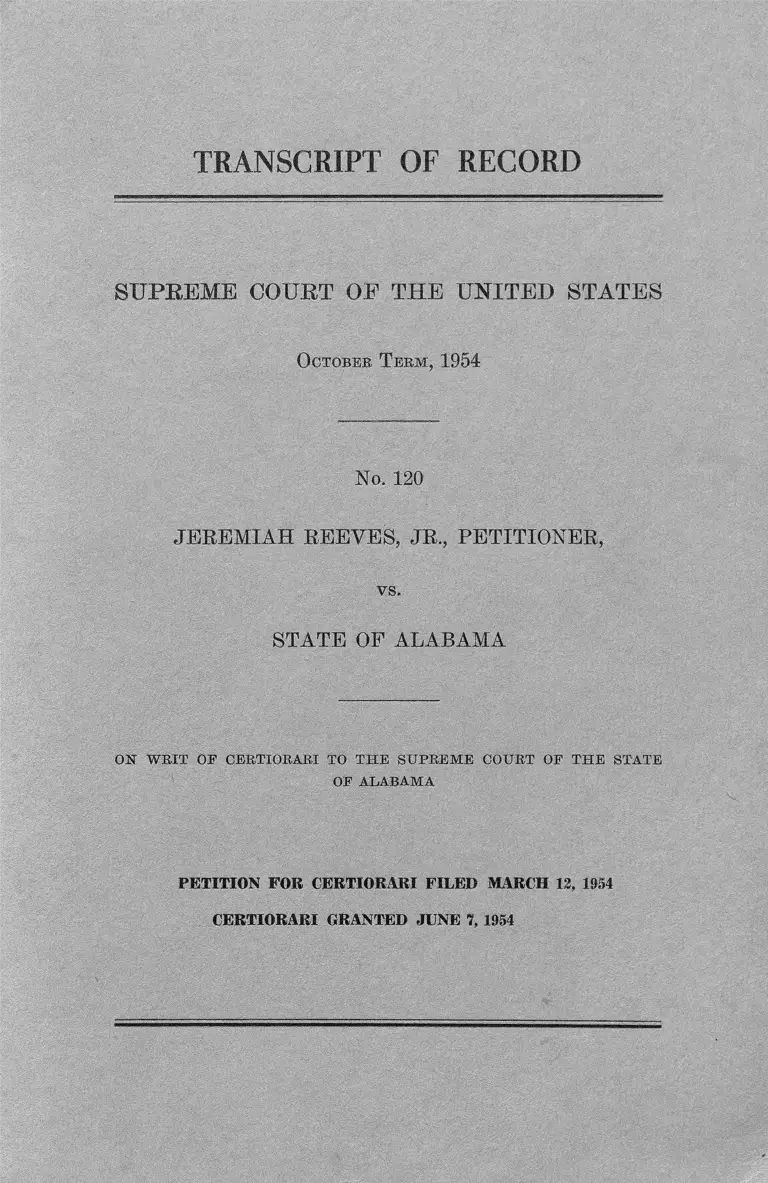 TRANSCRIPT OF RECORD
SUPREME COURT OF THE UNITED STATES
OCTOBER TERM, 1954
No. 120
JEREMIAH REEVES, JR., PETITIONER,
vs.
STATE OF ALABAMA
ON WRIT OF CERTIORARI TO THE SUPREME COURT OF THE STATE
OF ALABAMA
PETITION FOR CERTIORARI FILED MARCH 12, 1954
CERTIORARI GRANTED JUNE 7, 1954